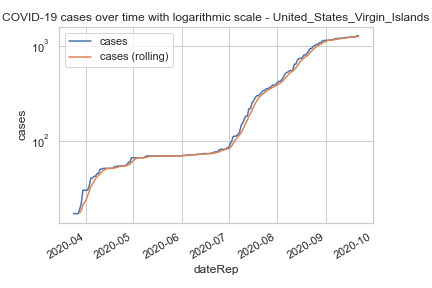 COVID-19 cases over time with logarithmic scale - United_States_Virgin_Islands
10³
cases
cases (rolling)
cases
10²
2020-04
2020-05
2020-06
2020-07
2020-08
2020-09
2020-10
dateRep